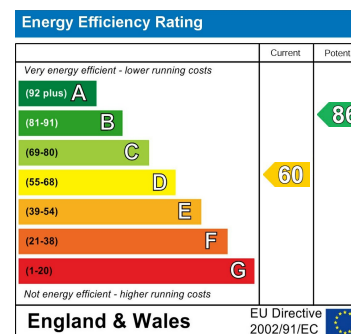 Energy Efficiency Rating
Current Potent
Very energy efficient - lower running costs
(92 plus) A
(81-91) B 86
(69-80) C
(55-68) D 60
(39-54) E
(21-38) F
(1-20) G
Not energy efficient - higher running costs
England & Wales
EU Directive
2002/91/EC